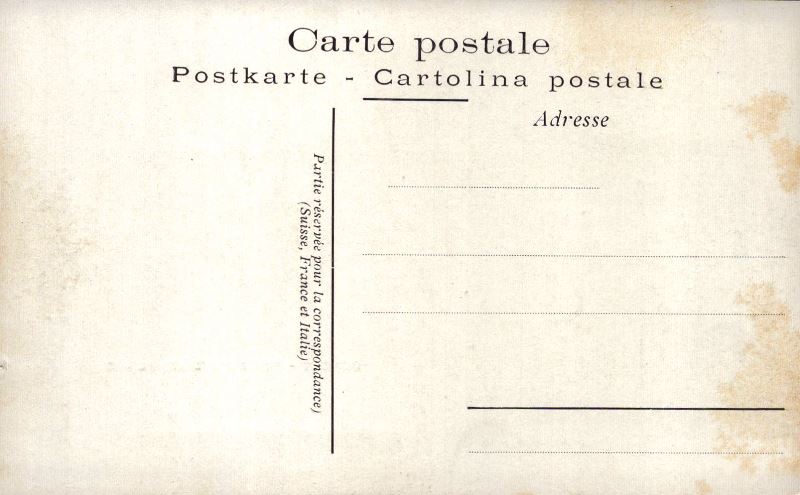 Carte postale
Postkarte - Cartolina postale
Adresse
Partie réservée pour la correspondance)
(Suisse, France et Italie)